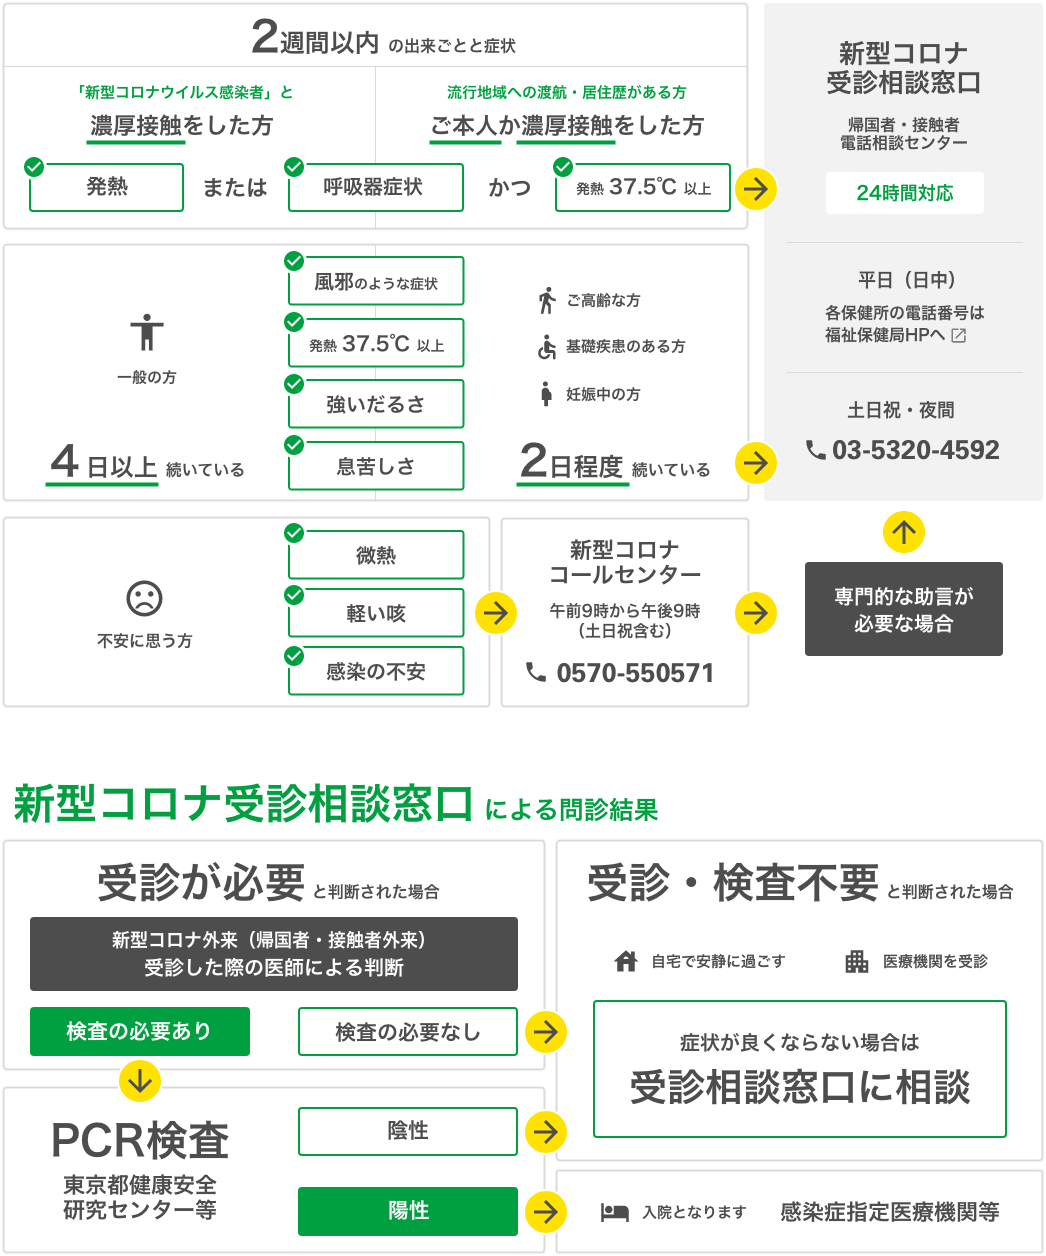 2週間以内 の出来ごとと症状
「新型コロナウイルス感染者」と
濃厚接触をした方
流行地域への渡航・居住歴がある方
ご本人か濃厚接触をした方
発熱 または 呼吸器症状 かつ 発熱 37.5℃ 以上
新型コロナ
受診相談窓口
帰国者・接触者
電話相談センター
24時間対応
平日（日中）
各保健所の電話番号は
福祉保健局HPへ
土日祝・夜間
03-5320-4592
一般の方
4日以上 続いている
風邪のような症状
発熱 37.5℃ 以上
強いだるさ
息苦しさ
ご高齢な方
基礎疾患のある方
妊娠中の方
2日程度 続いている
不安に思う方
微熱
軽い咳
感染の不安
新型コロナ
コールセンター
午前9時から午後9時
（土日祝含む）
0570-550571
専門的な助言が
必要な場合
新型コロナ受診相談窓口 による問診結果
受診が必要 と判断された場合
新型コロナ外来（帰国者・接触者外来）
受診した際の医師による判断
検査の必要あり
検査の必要なし
受診・検査不要 と判断された場合
自宅で安静に過ごす
医療機関を受診
症状が良くならない場合は
受診相談窓口に相談
PCR検査
東京都健康安全
研究センター等
陰性
陽性
入院となります 感染症指定医療機関等